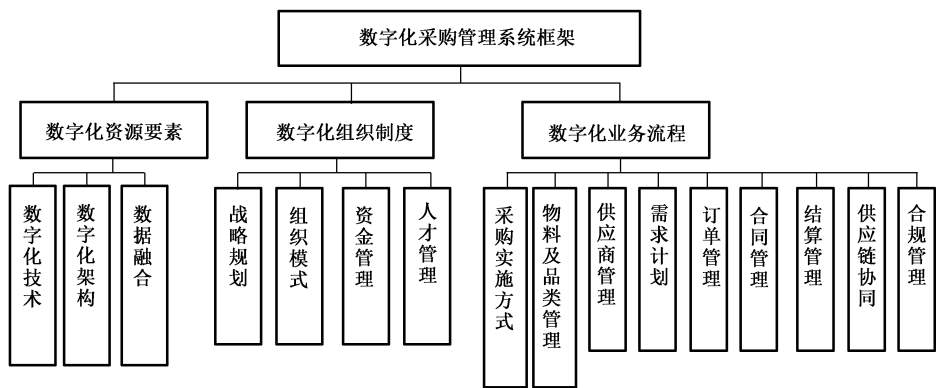 数字化采购管理系统框架
数字化资源要素
数字化组织制度
数字化业务流程
数字化技术
数字化架构
数据融合
战略规划
组织模式
资金管理
人才管理
采购实施方式
物料及品类管理
供应商管理
需求计划
订单管理
合同管理
结算管理
供应链协同
合规管理